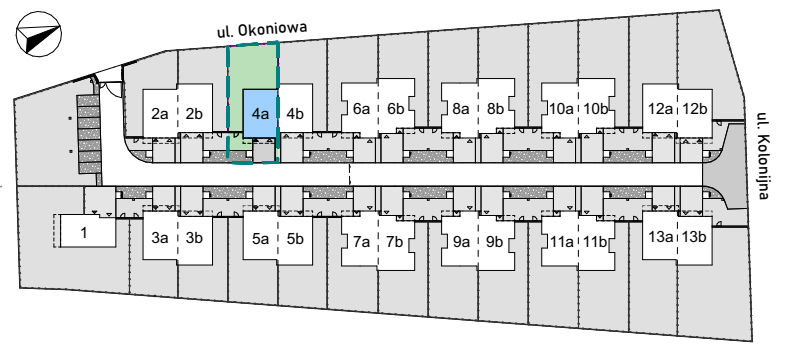 ul. Okoniowa
2a 2b 4a 4b 6a 6b 8a 8b 10a 10b 12a 12b
ul. Kolonijna
1 3a 3b 5a 5b 7a 7b 9a 9b 11a 11b 13a 13b